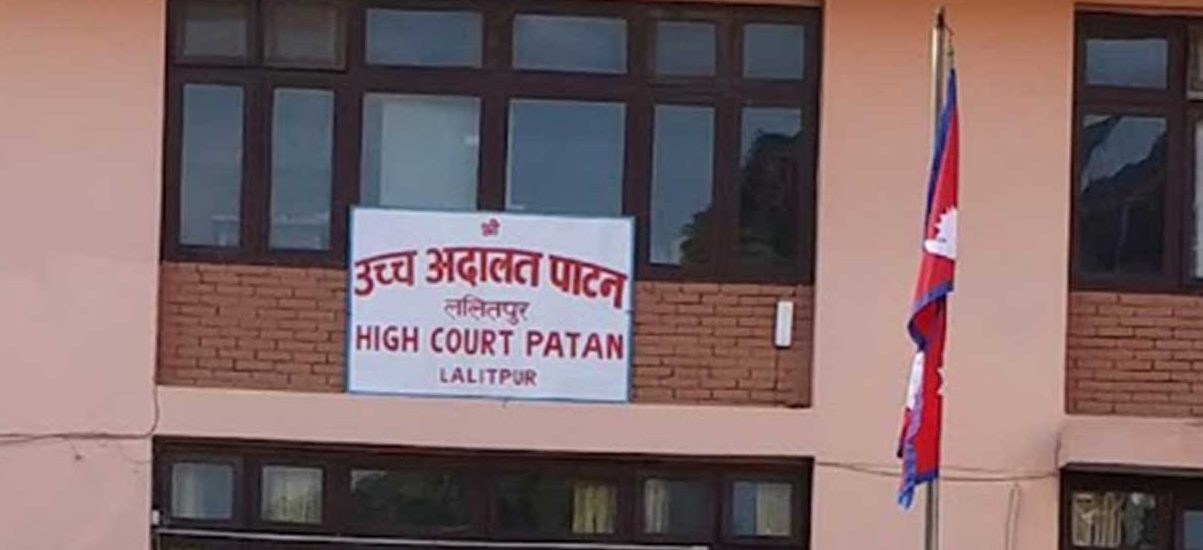 श्री
उच्च अदालत पाटन
ललितपुर
HIGH COURT PATAN
LALITPUR